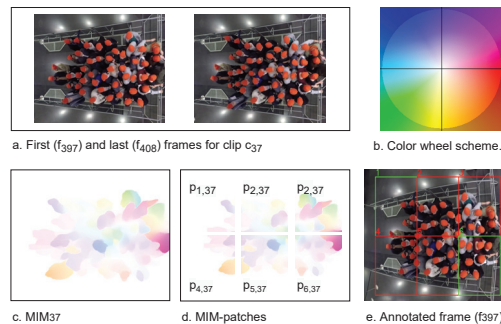 a. First (f397) and last (f408) frames for clip c37
b. Color wheel scheme.
p1,37 p2,37 p2,37
p4,37 p5,37 p6,37
c. MIM37
d. MIM-patches
e. Annotated frame (f397)